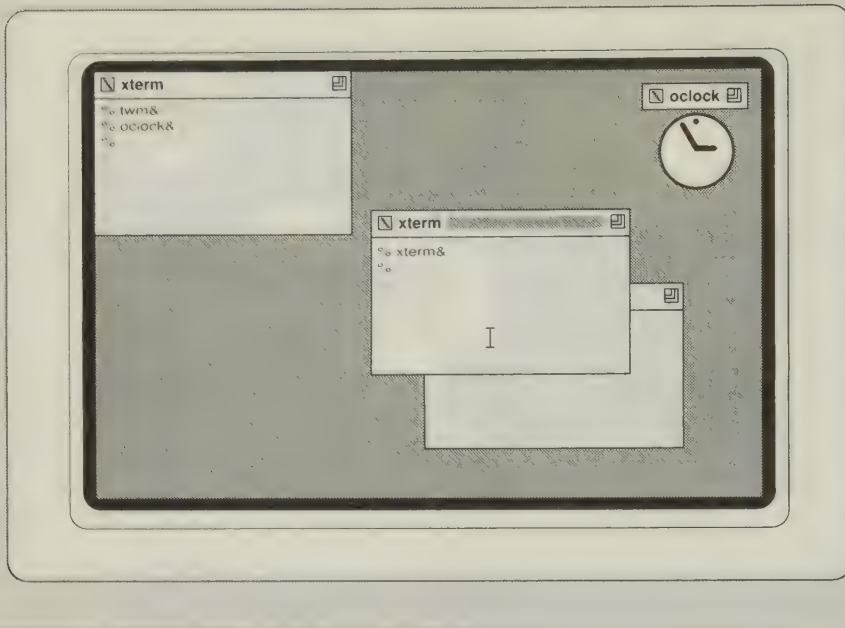 xterm
% twm&
% oclock&
%
oclock
xterm
% xterm&
%